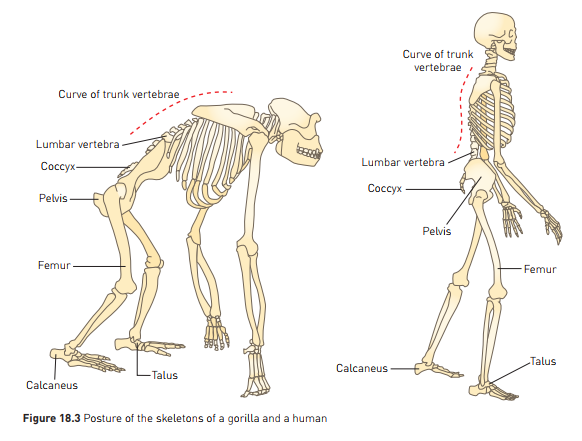 Curve of trunk vertebrae
Lumbar vertebra
Coccyx
Pelvis
Femur
Calcaneus
Talus
Curve of trunk
vertebrae
Lumbar vertebra
Coccyx
Pelvis
Femur
Calcaneus
Talus
Figure 18.3 Posture of the skeletons of a gorilla and a human